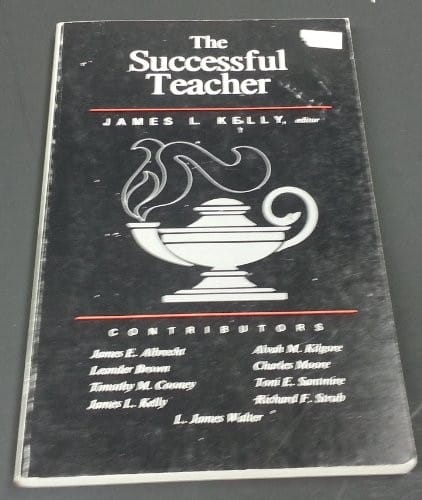 The
Successful
Teacher
JAMES L. KELLY, editor
CONTRIBUTORS
James E. Albrecht
Leander Brown
Timothy M. Cooney
James L. Kelly
Alvah M. Kilgore
Charles Moore
Toni E. Santmire
Richard F. Strub
L. James Walter